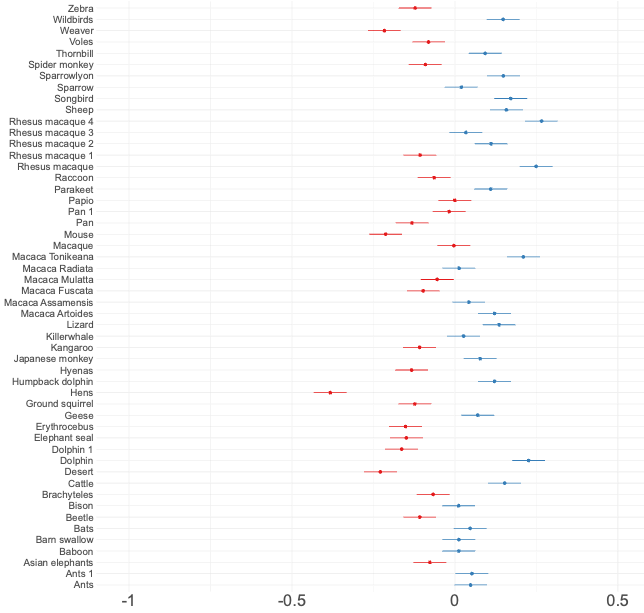 Zebra
Wildbirds
Weaver
Voles
Thornbill
Spider monkey
Sparrowlyon
Sparrow
Songbird
Sheep
Rhesus macaque 4
Rhesus macaque 3
Rhesus macaque 2
Rhesus macaque 1
Rhesus macaque
Raccoon
Parakeet
Papio
Pan 1
Pan
Mouse
Macaque
Macaca Tonikeana
Macaca Radiata
Macaca Mulatta
Macaca Fuscata
Macaca Assamensis
Macaca Artoides
Lizard
Killerwhale
Kangaroo
Japanese monkey
Hyenas
Humpback dolphin
Hens
Ground squirrel
Geese
Erythrocebus
Elephant seal
Dolphin 1
Dolphin
Desert
Cattle
Brachyteles
Bison
Beetle
Bats
Barn swallow
Baboon
Asian elephants
Ants 1
Ants
-1 -0.5 0 0.5